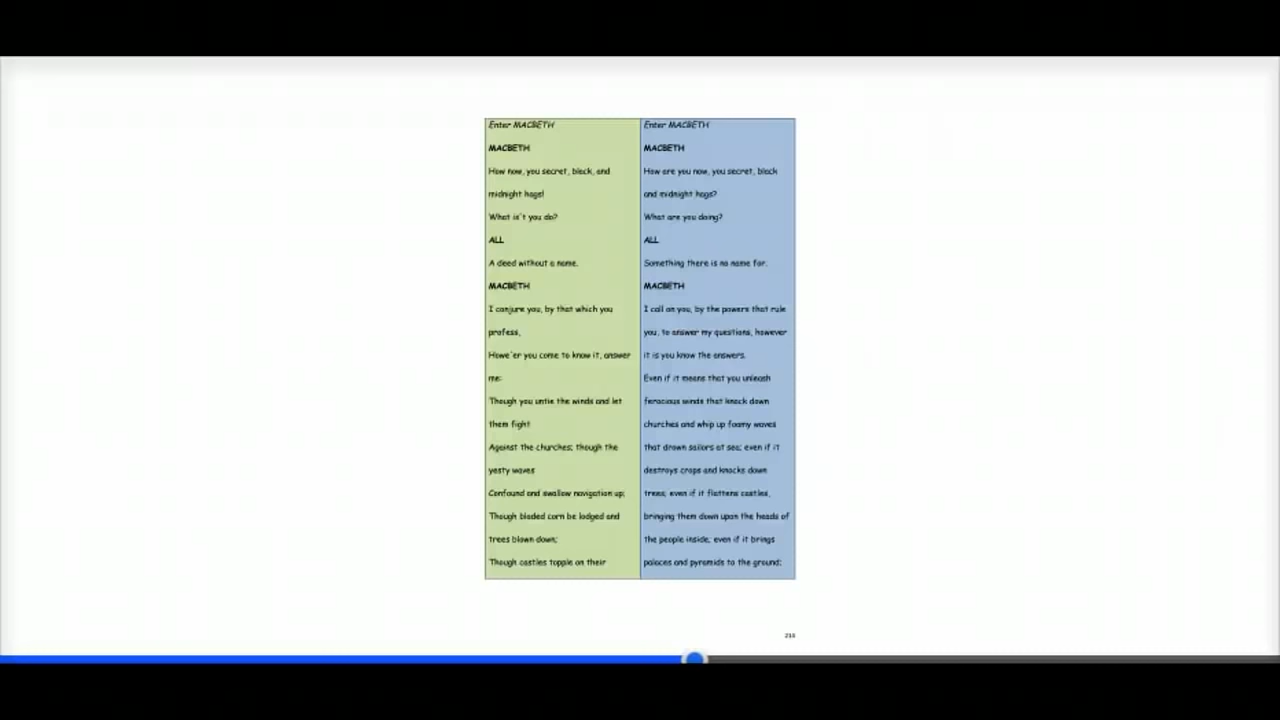 Enter MACBETH
MACBETH
How now, you secret, black, and
midnight hags!
What is't you do?
ALL
A deed without a name.
MACBETH
I conjure you, by that which you
profess,
Howe'er you come to know it, answer
me:
Though you untie the winds and let
them fight
Against the churches; though the
yesty waves
Confound and swallow navigation up;
Though bladed corn be lodged and
trees blown down;
Though castles topple on their
Enter MACBETH
MACBETH
How are you now, you secret, black
and midnight hags?
What are you doing?
ALL
Something there is no name for.
MACBETH
I call on you, by the powers that rule
you, to answer my questions, however
it is you know the answers.
Even if it means that you unleash
ferocious winds that knock down
churches and whip up foamy waves
that drown sailors at sea; even if it
destroys crops and knocks down
trees; even if it flattens castles,
bringing them down upon the heads of
the people inside; even if it brings
palaces and pyramids to the ground;